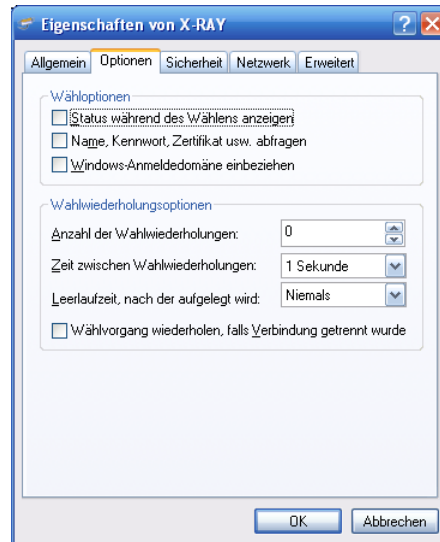 Eigenschaften von X-RAY
Allgemein Optionen Sicherheit Netzwerk Erweitert
Wähloptionen
Status während des Wählens anzeigen
Name, Kennwort, Zertifikat usw. abfragen
Windows-Anmeldedomäne einbeziehen
Wahlwiederholungsoptionen
Anzahl der Wahlwiederholungen: 0
Zeit zwischen Wahlwiederholungen: 1 Sekunde
Leerlaufzeit, nach der aufgelegt wird: Niemals
Wählvorgang wiederholen, falls Verbindung getrennt wurde
OK Abbrechen